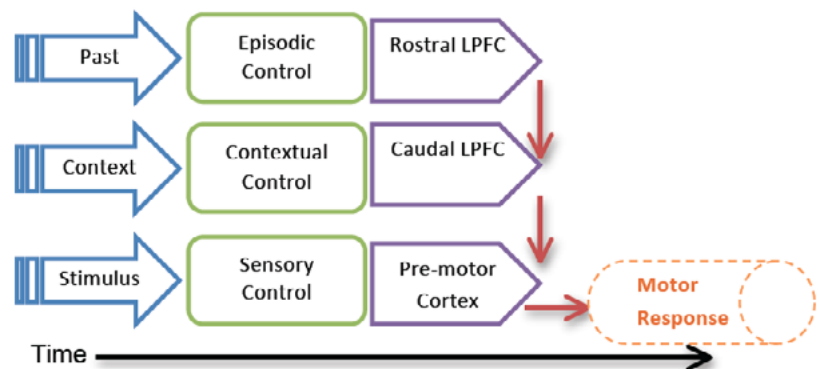 Past
Episodic
Control
Rostral LPFC
Context
Contextual
Control
Caudal LPFC
Stimulus
Sensory
Control
Pre-motor
Cortex
Motor
Response
Time